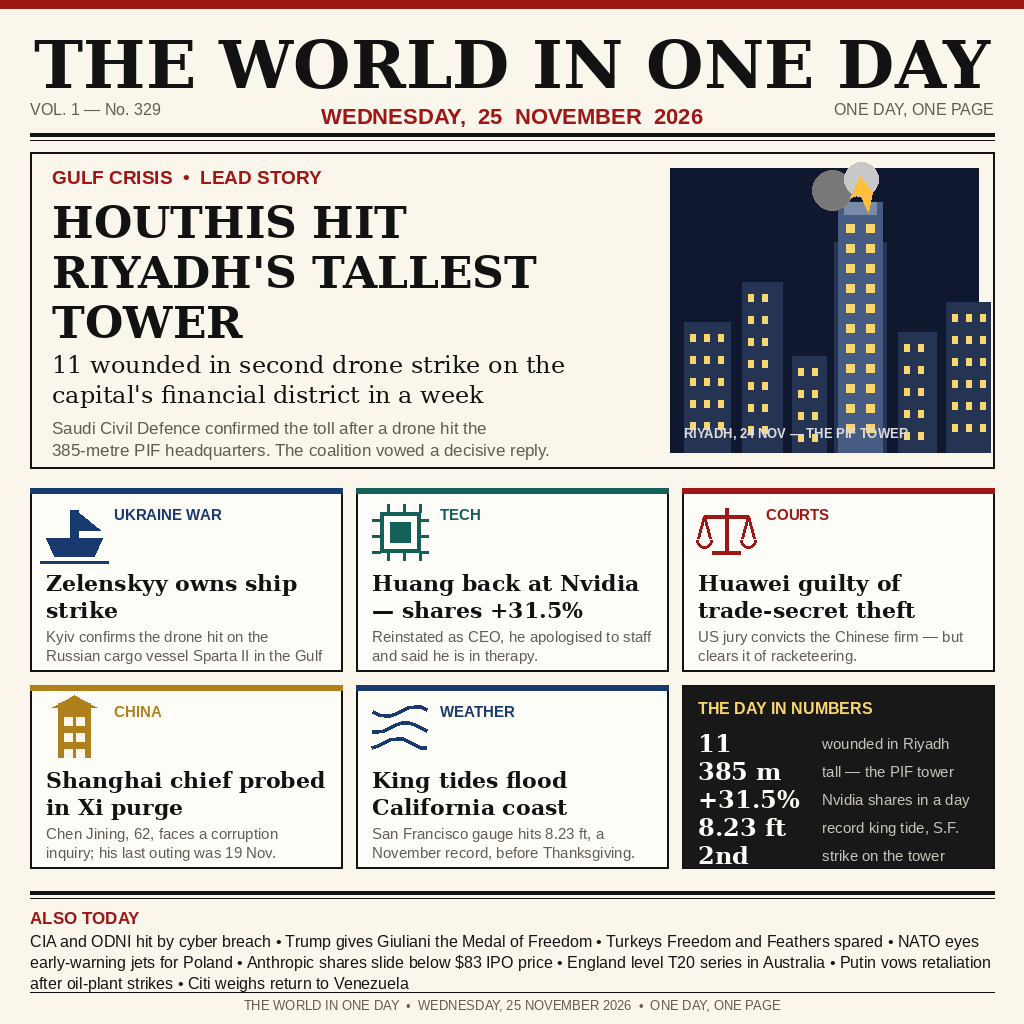 THE WORLD IN ONE DAY
VOL. 1 — No. 329
WEDNESDAY, 25 NOVEMBER 2026
ONE DAY, ONE PAGE
GULF CRISIS • LEAD STORY
HOUTHIS HIT
RIYADH'S TALLEST
TOWER
11 wounded in second drone strike on the
capital's financial district in a week
Saudi Civil Defence confirmed the toll after a drone hit the
385-metre PIF headquarters. The coalition vowed a decisive reply.
RIYADH, 24 NOV — THE PIF TOWER
UKRAINE WAR
Zelenskyy owns ship
strike
Kyiv confirms the drone hit on the
Russian cargo vessel Sparta II in the Gulf
TECH
Huang back at Nvidia
— shares +31.5%
Reinstated as CEO, he apologised to staff
and said he is in therapy.
COURTS
Huawei guilty of
trade-secret theft
US jury convicts the Chinese firm — but
clears it of racketeering.
CHINA
Shanghai chief probed
in Xi purge
Chen Jining, 62, faces a corruption
inquiry; his last outing was 19 Nov.
WEATHER
King tides flood
California coast
San Francisco gauge hits 8.23 ft, a
November record, before Thanksgiving.
THE DAY IN NUMBERS
11 wounded in Riyadh
385 m tall — the PIF tower
+31.5% Nvidia shares in a day
8.23 ft record king tide, S.F.
2nd strike on the tower
ALSO TODAY
CIA and ODNI hit by cyber breach • Trump gives Giuliani the Medal of Freedom • Turkeys Freedom and Feathers spared • NATO eyes
early-warning jets for Poland • Anthropic shares slide below $83 IPO price • England level T20 series in Australia • Putin vows retaliation
after oil-plant strikes • Citi weighs return to Venezuela
THE WORLD IN ONE DAY • WEDNESDAY, 25 NOVEMBER 2026 • ONE DAY, ONE PAGE